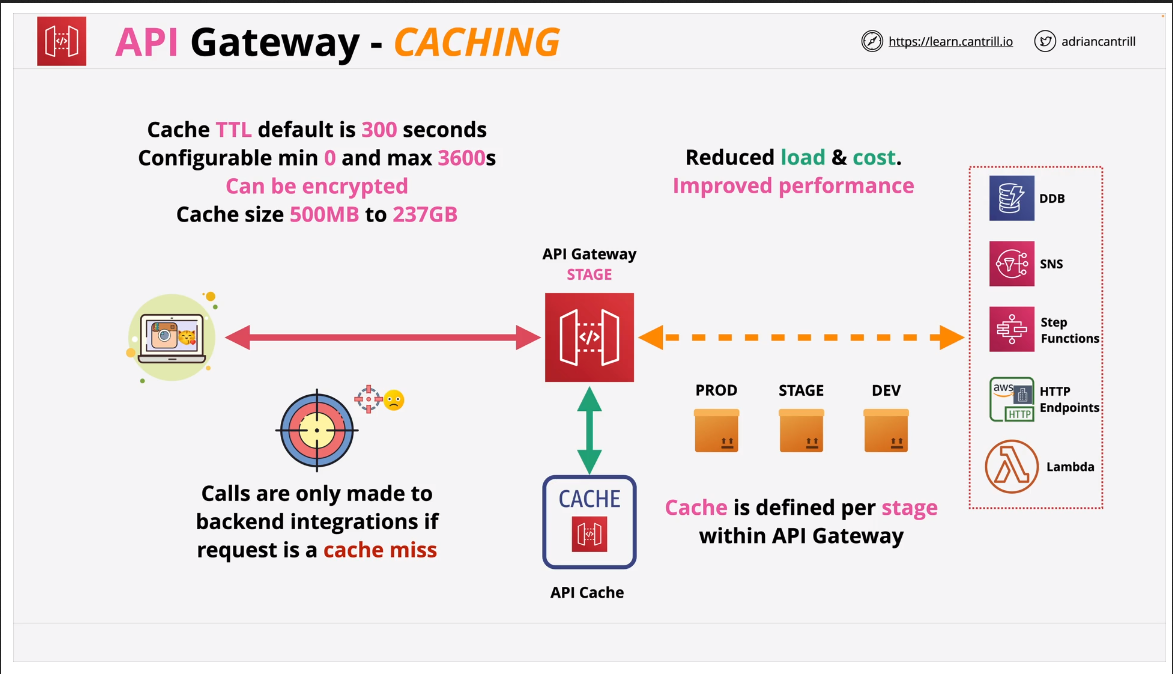 API Gateway - CACHING
https://learn.cantrill.io
adriancantrill
Cache TTL default is 300 seconds
Configurable min 0 and max 3600s
Can be encrypted
Cache size 500MB to 237GB
Reduced load & cost.
Improved performance
API Gateway
STAGE
DDB
SNS
Step
Functions
aws
HTTP
HTTP
Endpoints
Lambda
PROD
STAGE
DEV
Calls are only made to
backend integrations if
request is a cache miss
CACHE
API Cache
Cache is defined per stage
within API Gateway